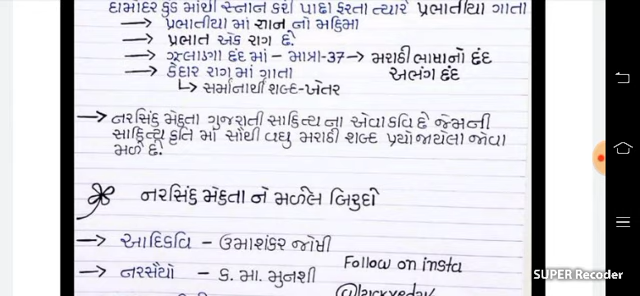 દામોદર કુંડ માંથી સ્નાન કરી પાછા ફરતા ત્યારે પ્રભાતીયા ગાતા
→ પ્રભાતીયા માં જ્ઞાન નો મહિમા
→ પ્રભાત એક રાગ છે.
→ ઝુલણા છંદ માં - માત્રા-37 → મરાઠી ભાષાનો છંદ
અભંગ છંદ
→ કેદાર રાગ માં ગાતા
↳ સમાનાર્થી શબ્દ - ખેતર
→ નરસિંહ મેહતા ગુજરાતી સાહિત્ય ના એવા કવિ છે જેમની
સાહિત્ય કૃતિ માં સૌથી વધુ મરાઠી શબ્દ પ્રયોજાયેલા જોવા
મળે છે.
નરસિંહ મેહતા ને મળેલ બિરુદો
→ આદિકવિ - ઉમાશંકર જોષી
→ નરસૈયો - ક. મા. મુનશી
Follow on insta
SUPER Recoder